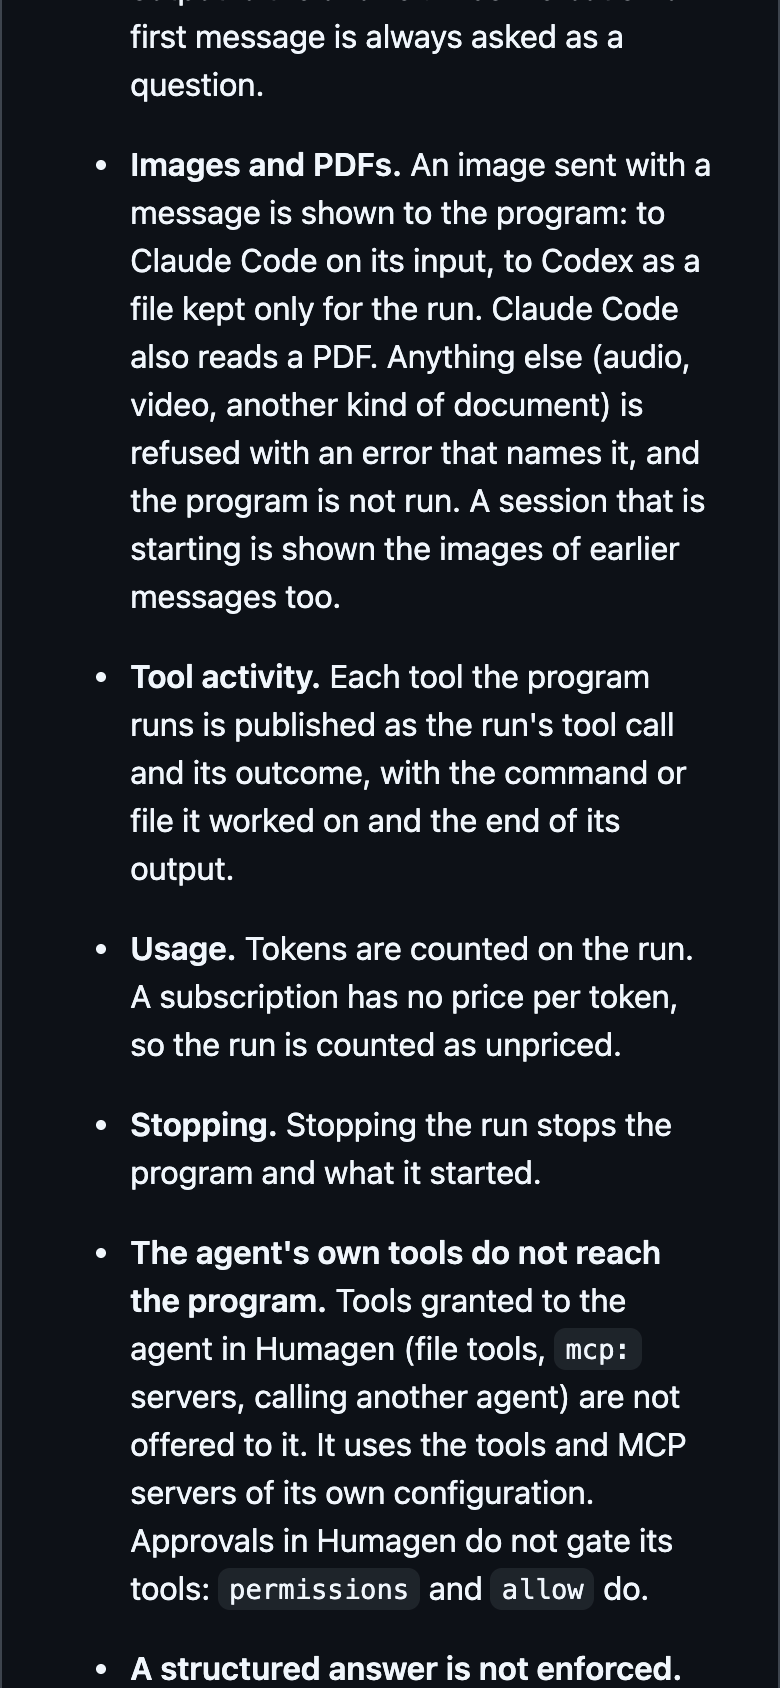 first message is always asked as a
question.
• Images and PDFs. An image sent with a
message is shown to the program: to
Claude Code on its input, to Codex as a
file kept only for the run. Claude Code
also reads a PDF. Anything else (audio,
video, another kind of document) is
refused with an error that names it, and
the program is not run. A session that is
starting is shown the images of earlier
messages too.
• Tool activity. Each tool the program
runs is published as the run's tool call
and its outcome, with the command or
file it worked on and the end of its
output.
• Usage. Tokens are counted on the run.
A subscription has no price per token,
so the run is counted as unpriced.
• Stopping. Stopping the run stops the
program and what it started.
• The agent's own tools do not reach
the program. Tools granted to the
agent in Humagen (file tools, mcp:
servers, calling another agent) are not
offered to it. It uses the tools and MCP
servers of its own configuration.
Approvals in Humagen do not gate its
tools: permissions and allow do.
• A structured answer is not enforced.